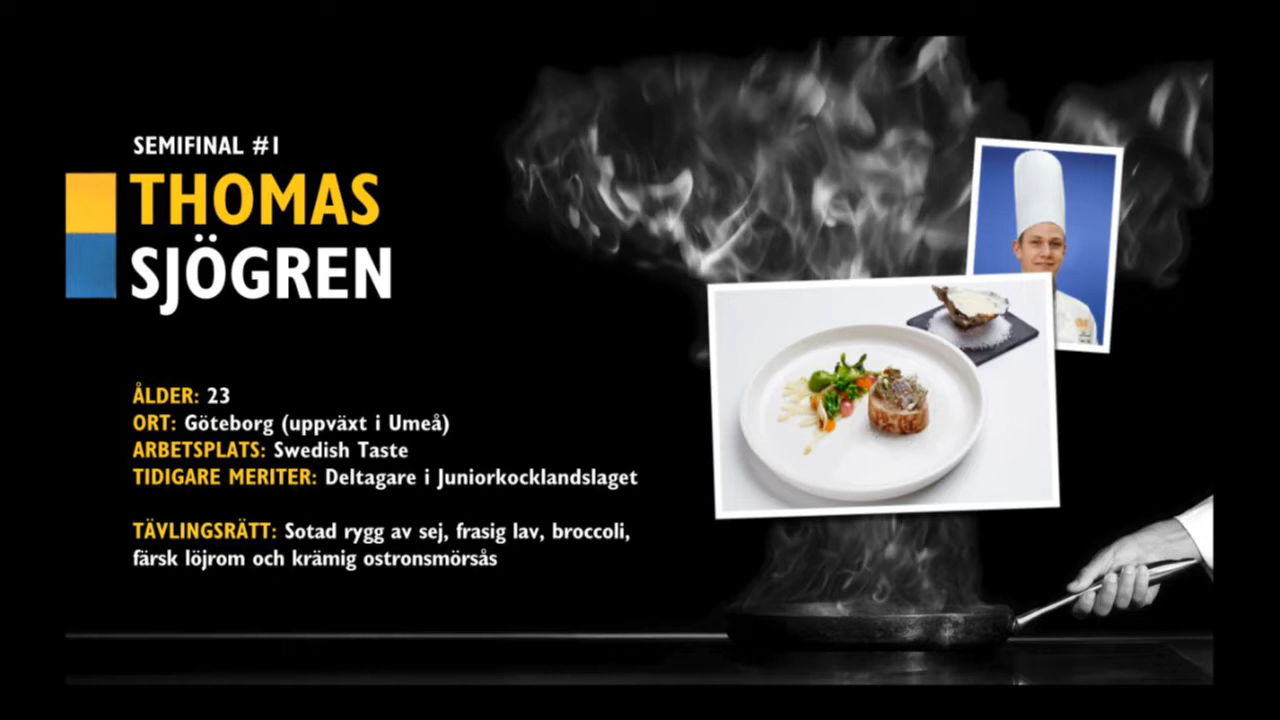 SEMIFINAL #1
THOMAS
SJÖGREN
ÅLDER: 23
ORT: Göteborg (uppväxt i Umeå)
ARBETSPLATS: Swedish Taste
TIDIGARE MERITER: Deltagare i Juniorkocklandslaget
TÄVLINGSRÄTT: Sotad rygg av sej, frasig lav, broccoli,
färsk löjrom och krämig ostronsmörsås